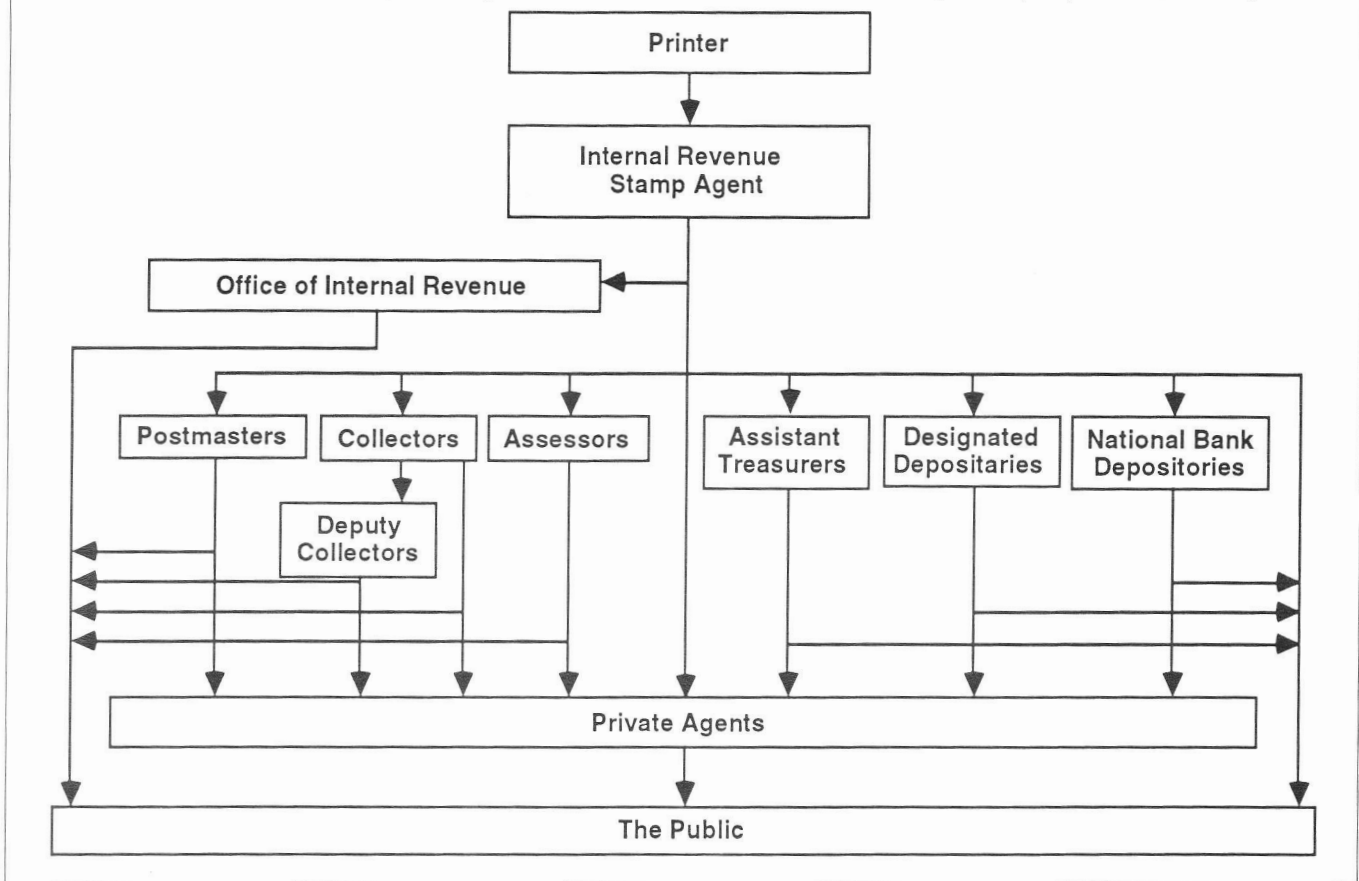 Printer
Internal Revenue
Stamp Agent
Office of Internal Revenue
Postmasters
Collectors
Assessors
Assistant
Treasurers
Designated
Depositaries
National Bank
Depositories
Deputy
Collectors
Private Agents
The Public